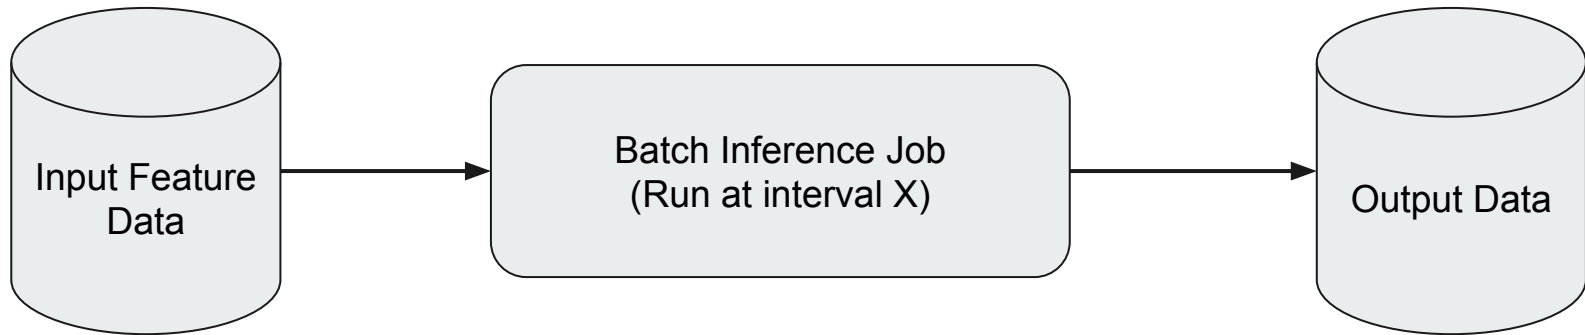 Input Feature
Data
Batch Inference Job
(Run at interval X)
Output Data